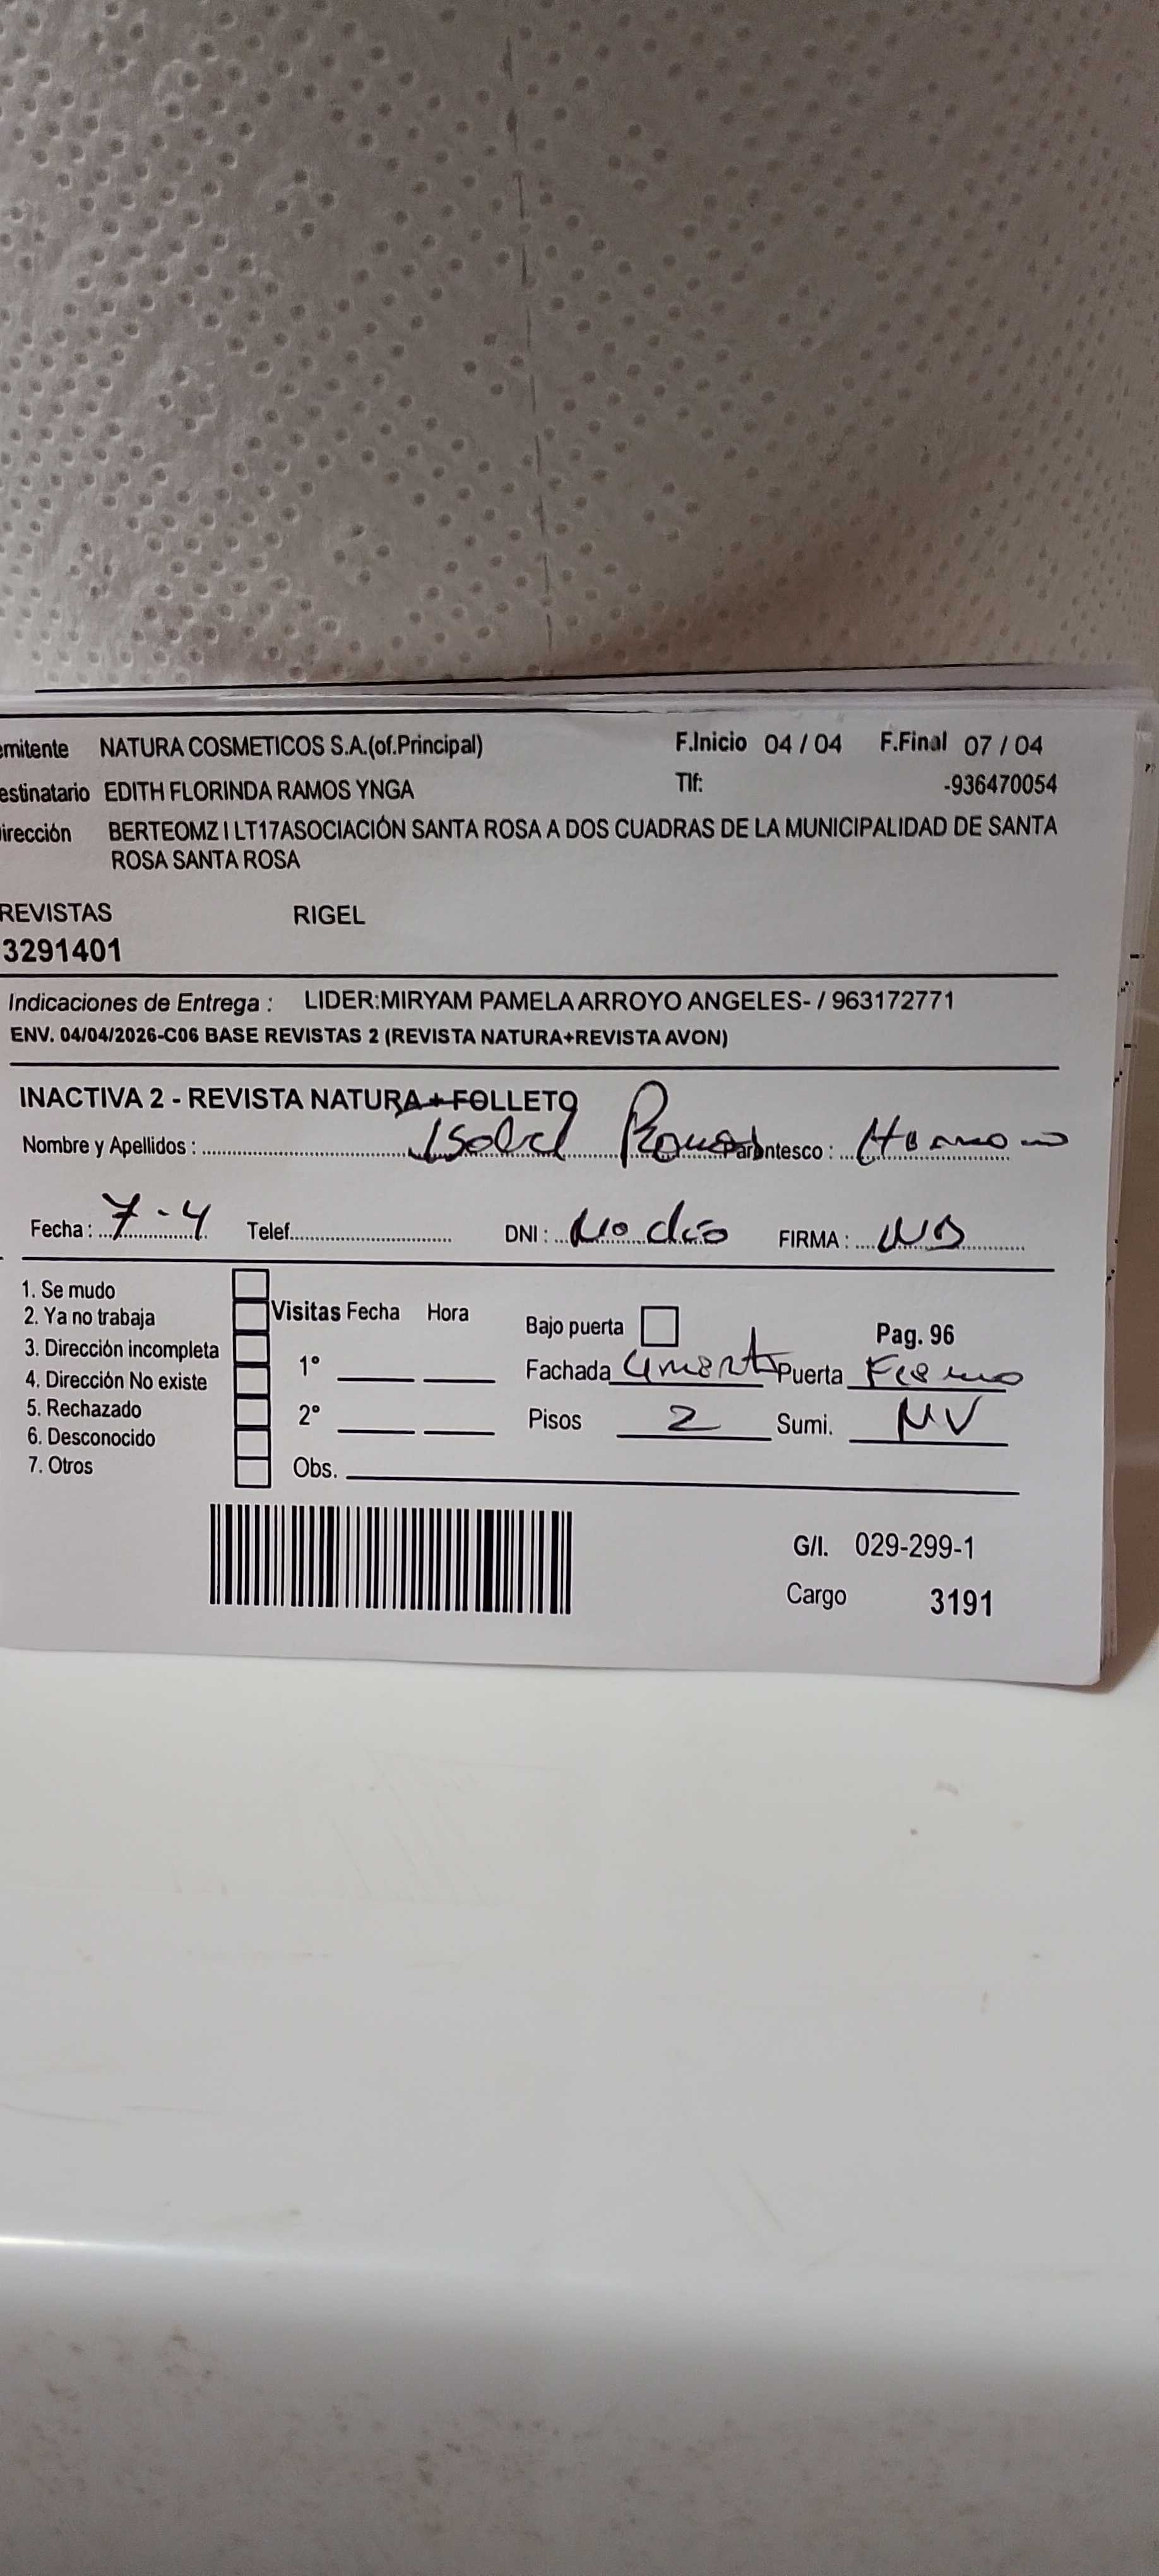 emitente NATURA COSMETICOS S.A.(of.Principal) F.Inicio 04 / 04 F.Final 07 / 04
estinatario EDITH FLORINDA RAMOS YNGA Tlf: -936470054
irección BERTEOMZ I LT17ASOCIACIÓN SANTA ROSA A DOS CUADRAS DE LA MUNICIPALIDAD DE SANTA
ROSA SANTA ROSA
REVISTAS RIGEL
3291401
Indicaciones de Entrega : LIDER:MIRYAM PAMELA ARROYO ANGELES- / 963172771
ENV. 04/04/2026-C06 BASE REVISTAS 2 (REVISTA NATURA+REVISTA AVON)
INACTIVA 2 - REVISTA NATURA + FOLLETO
Nombre y Apellidos : Isabel Ramos Parentesco :
Fecha : 7-4 Telef. DNI : No dio FIRMA :
1. Se mudo
2. Ya no trabaja
3. Dirección incompleta
4. Dirección No existe
5. Rechazado
6. Desconocido
7. Otros
Visitas Fecha Hora
1°
2°
Obs.
Bajo puerta Pag. 96
Fachada Puerta Fierro
Pisos 2 Sumi. NV
G/I. 029-299-1
Cargo 3191